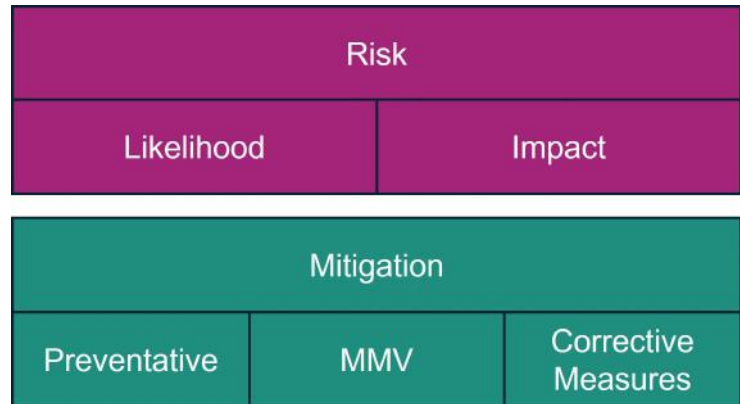 Risk
Likelihood
Impact
Mitigation
Preventative
MMV
Corrective
Measures